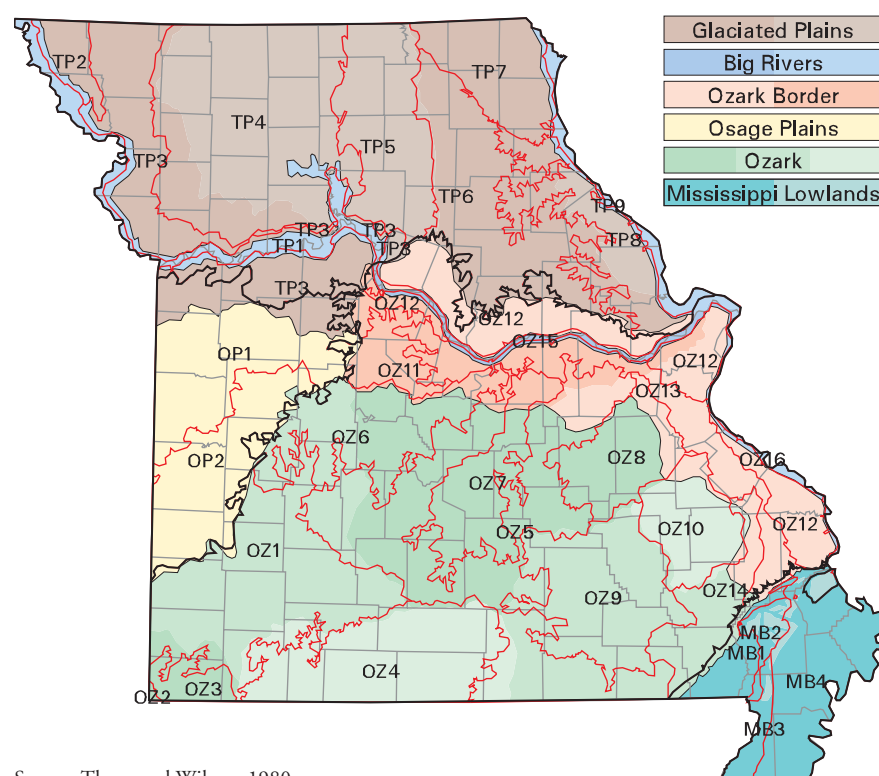 Glaciated Plains
Big Rivers
Ozark Border
Osage Plains
Ozark
Mississippi Lowlands
TP2
TP7
TP4
TP5
TP3
TP6
TP9
TP3
TP3
TP8
TP1
TP3
TP3
OZ12
OZ12
OZ15
OP1
OZ12
OZ11
OZ13
OZ6
OP2
OZ8
OZ16
OZ7
OZ5
OZ10
OZ12
OZ1
OZ14
OZ9
MB2
MB1
OZ4
MB4
OZ3
OZ2
MB3